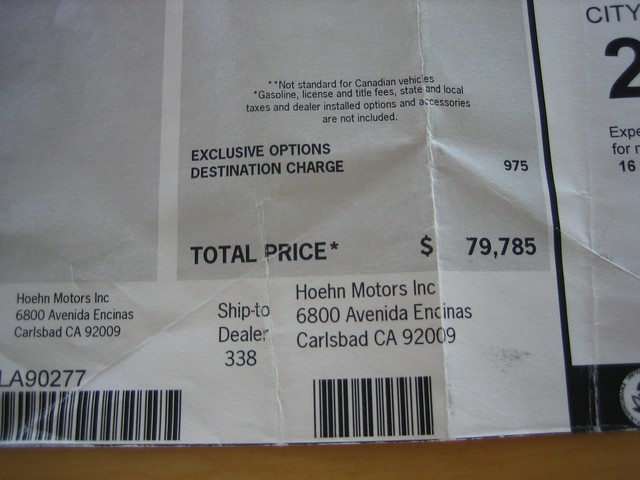 **Not standard for Canadian vehicles
*Gasoline, license and title fees, state and local
taxes and dealer installed options and accessories
are not included.
EXCLUSIVE OPTIONS
DESTINATION CHARGE 975
TOTAL PRICE* $ 79,785
Hoehn Motors Inc
6800 Avenida Encinas
Carlsbad CA 92009
LA90277
Ship-to
Dealer
338
Hoehn Motors Inc
6800 Avenida Encinas
Carlsbad CA 92009
CITY
2
Expe
for
16